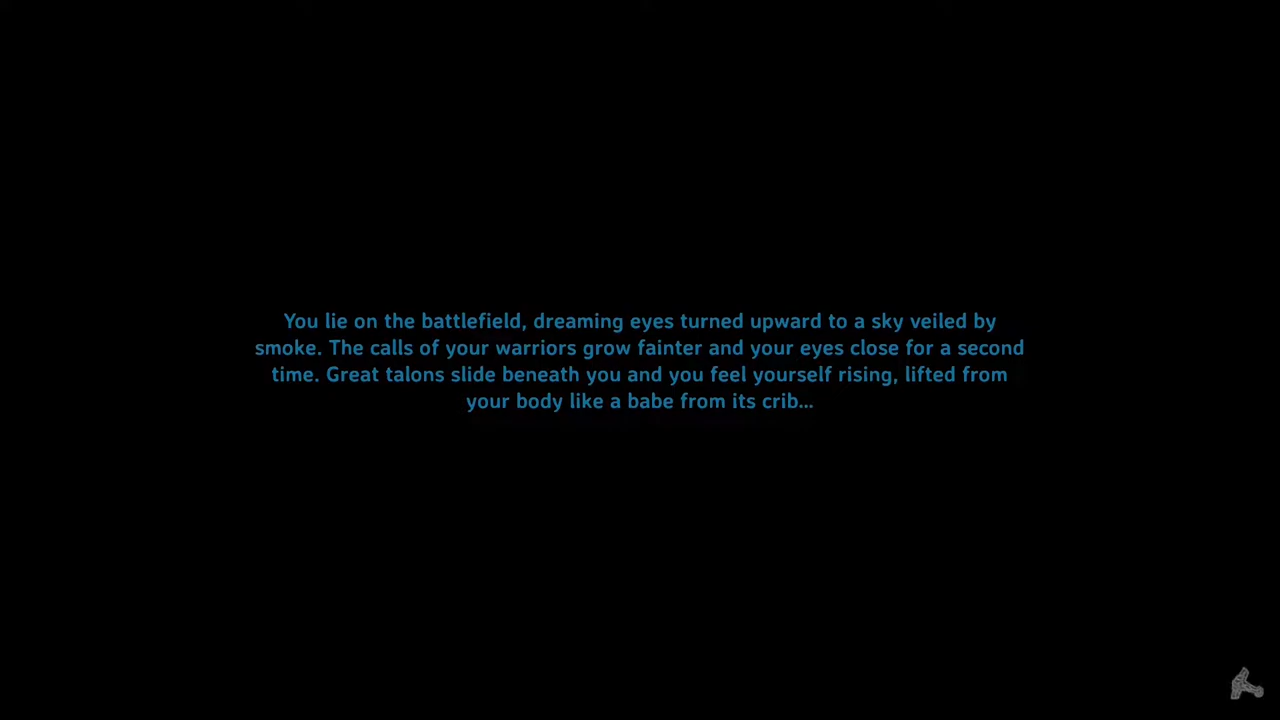 You lie on the battlefield, dreaming eyes turned upward to a sky veiled by
smoke. The calls of your warriors grow fainter and your eyes close for a second
time. Great talons slide beneath you and you feel yourself rising, lifted from
your body like a babe from its crib...